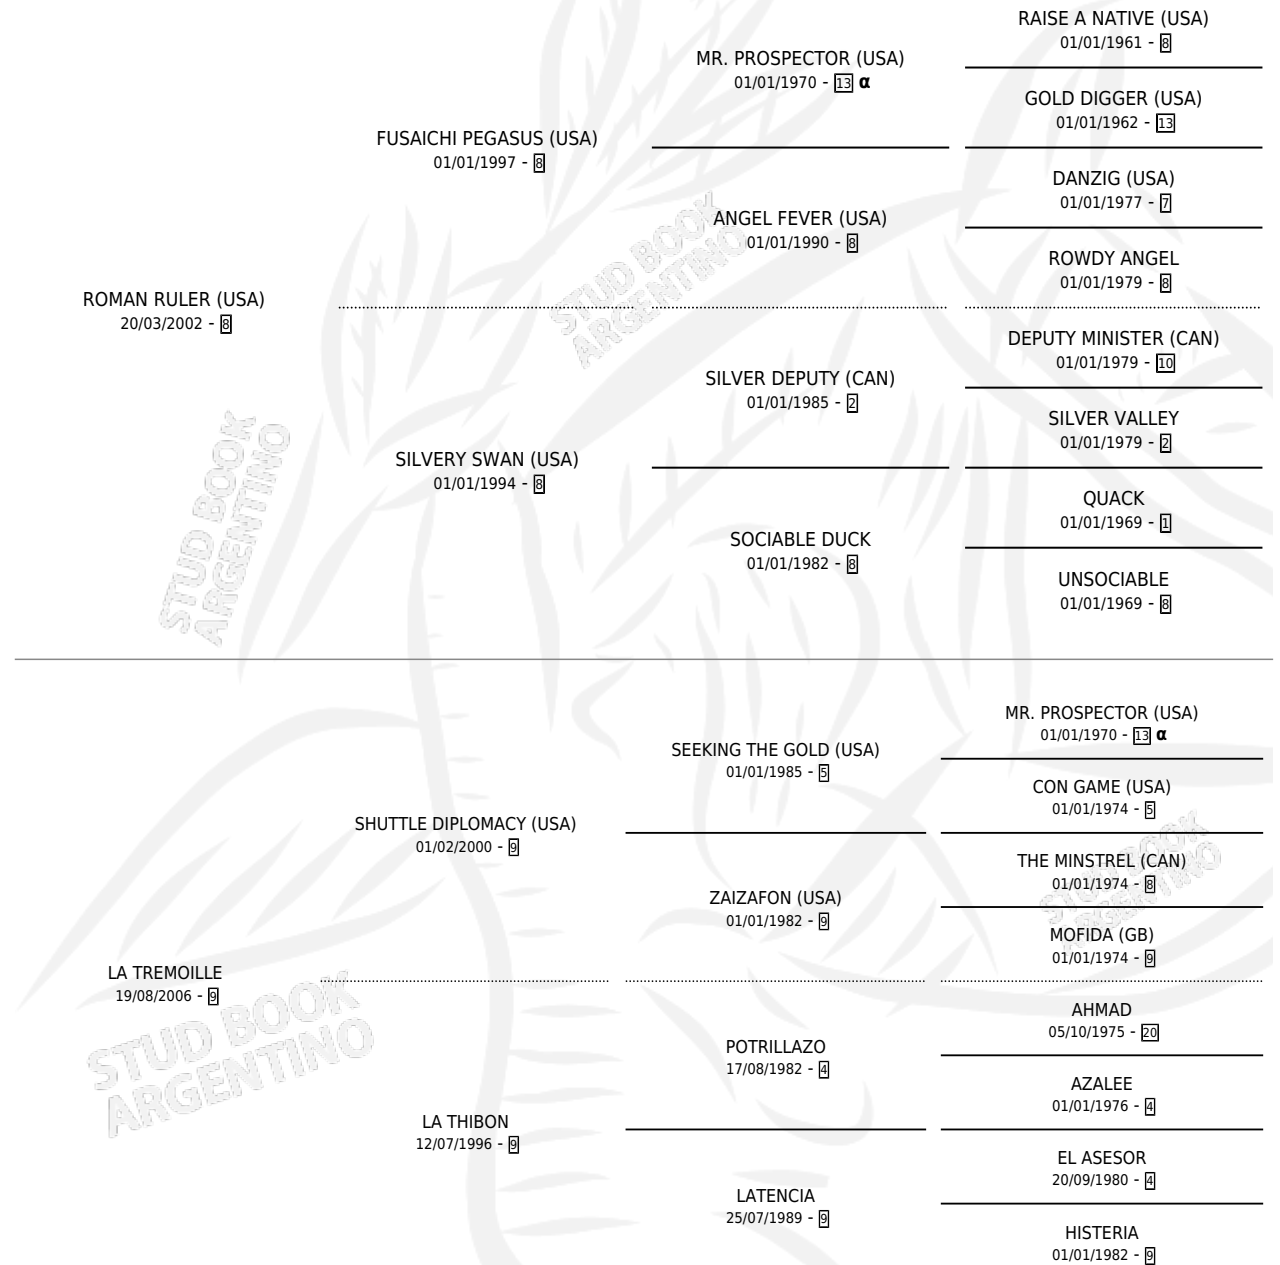 RAISE A NATIVE (USA)
01/01/1961 - 8
MR. PROSPECTOR (USA)
01/01/1970 - 13 α
GOLD DIGGER (USA)
01/01/1962 - 13
FUSAICHI PEGASUS (USA)
01/01/1997 - 8
DANZIG (USA)
01/01/1977 - 7
ANGEL FEVER (USA)
01/01/1990 - 8
ROWDY ANGEL
01/01/1979 - 8
ROMAN RULER (USA)
20/03/2002 - 8
DEPUTY MINISTER (CAN)
01/01/1979 - 10
SILVER DEPUTY (CAN)
01/01/1985 - 2
SILVER VALLEY
01/01/1979 - 2
SILVERY SWAN (USA)
01/01/1994 - 8
QUACK
01/01/1969 - 1
SOCIABLE DUCK
01/01/1982 - 8
UNSOCIABLE
01/01/1969 - 8
MR. PROSPECTOR (USA)
01/01/1970 - 13 α
SEEKING THE GOLD (USA)
01/01/1985 - 5
CON GAME (USA)
01/01/1974 - 5
SHUTTLE DIPLOMACY (USA)
01/02/2000 - 9
THE MINSTREL (CAN)
01/01/1974 - 8
ZAIZAFON (USA)
01/01/1982 - 9
MOFIDA (GB)
01/01/1974 - 9
LA TREMOILLE
19/08/2006 - 9
AHMAD
05/10/1975 - 20
POTRILLAZO
17/08/1982 - 4
AZALEE
01/01/1976 - 4
LA THIBON
12/07/1996 - 9
EL ASESOR
20/09/1980 - 4
LATENCIA
25/07/1989 - 9
HISTERIA
01/01/1982 - 9
STUD BOOK
ARGENTINO
STUD BOOK
ARGENTINO
STUD BOOK
ARGENTINO
STUD BOOK
ARGENTINO